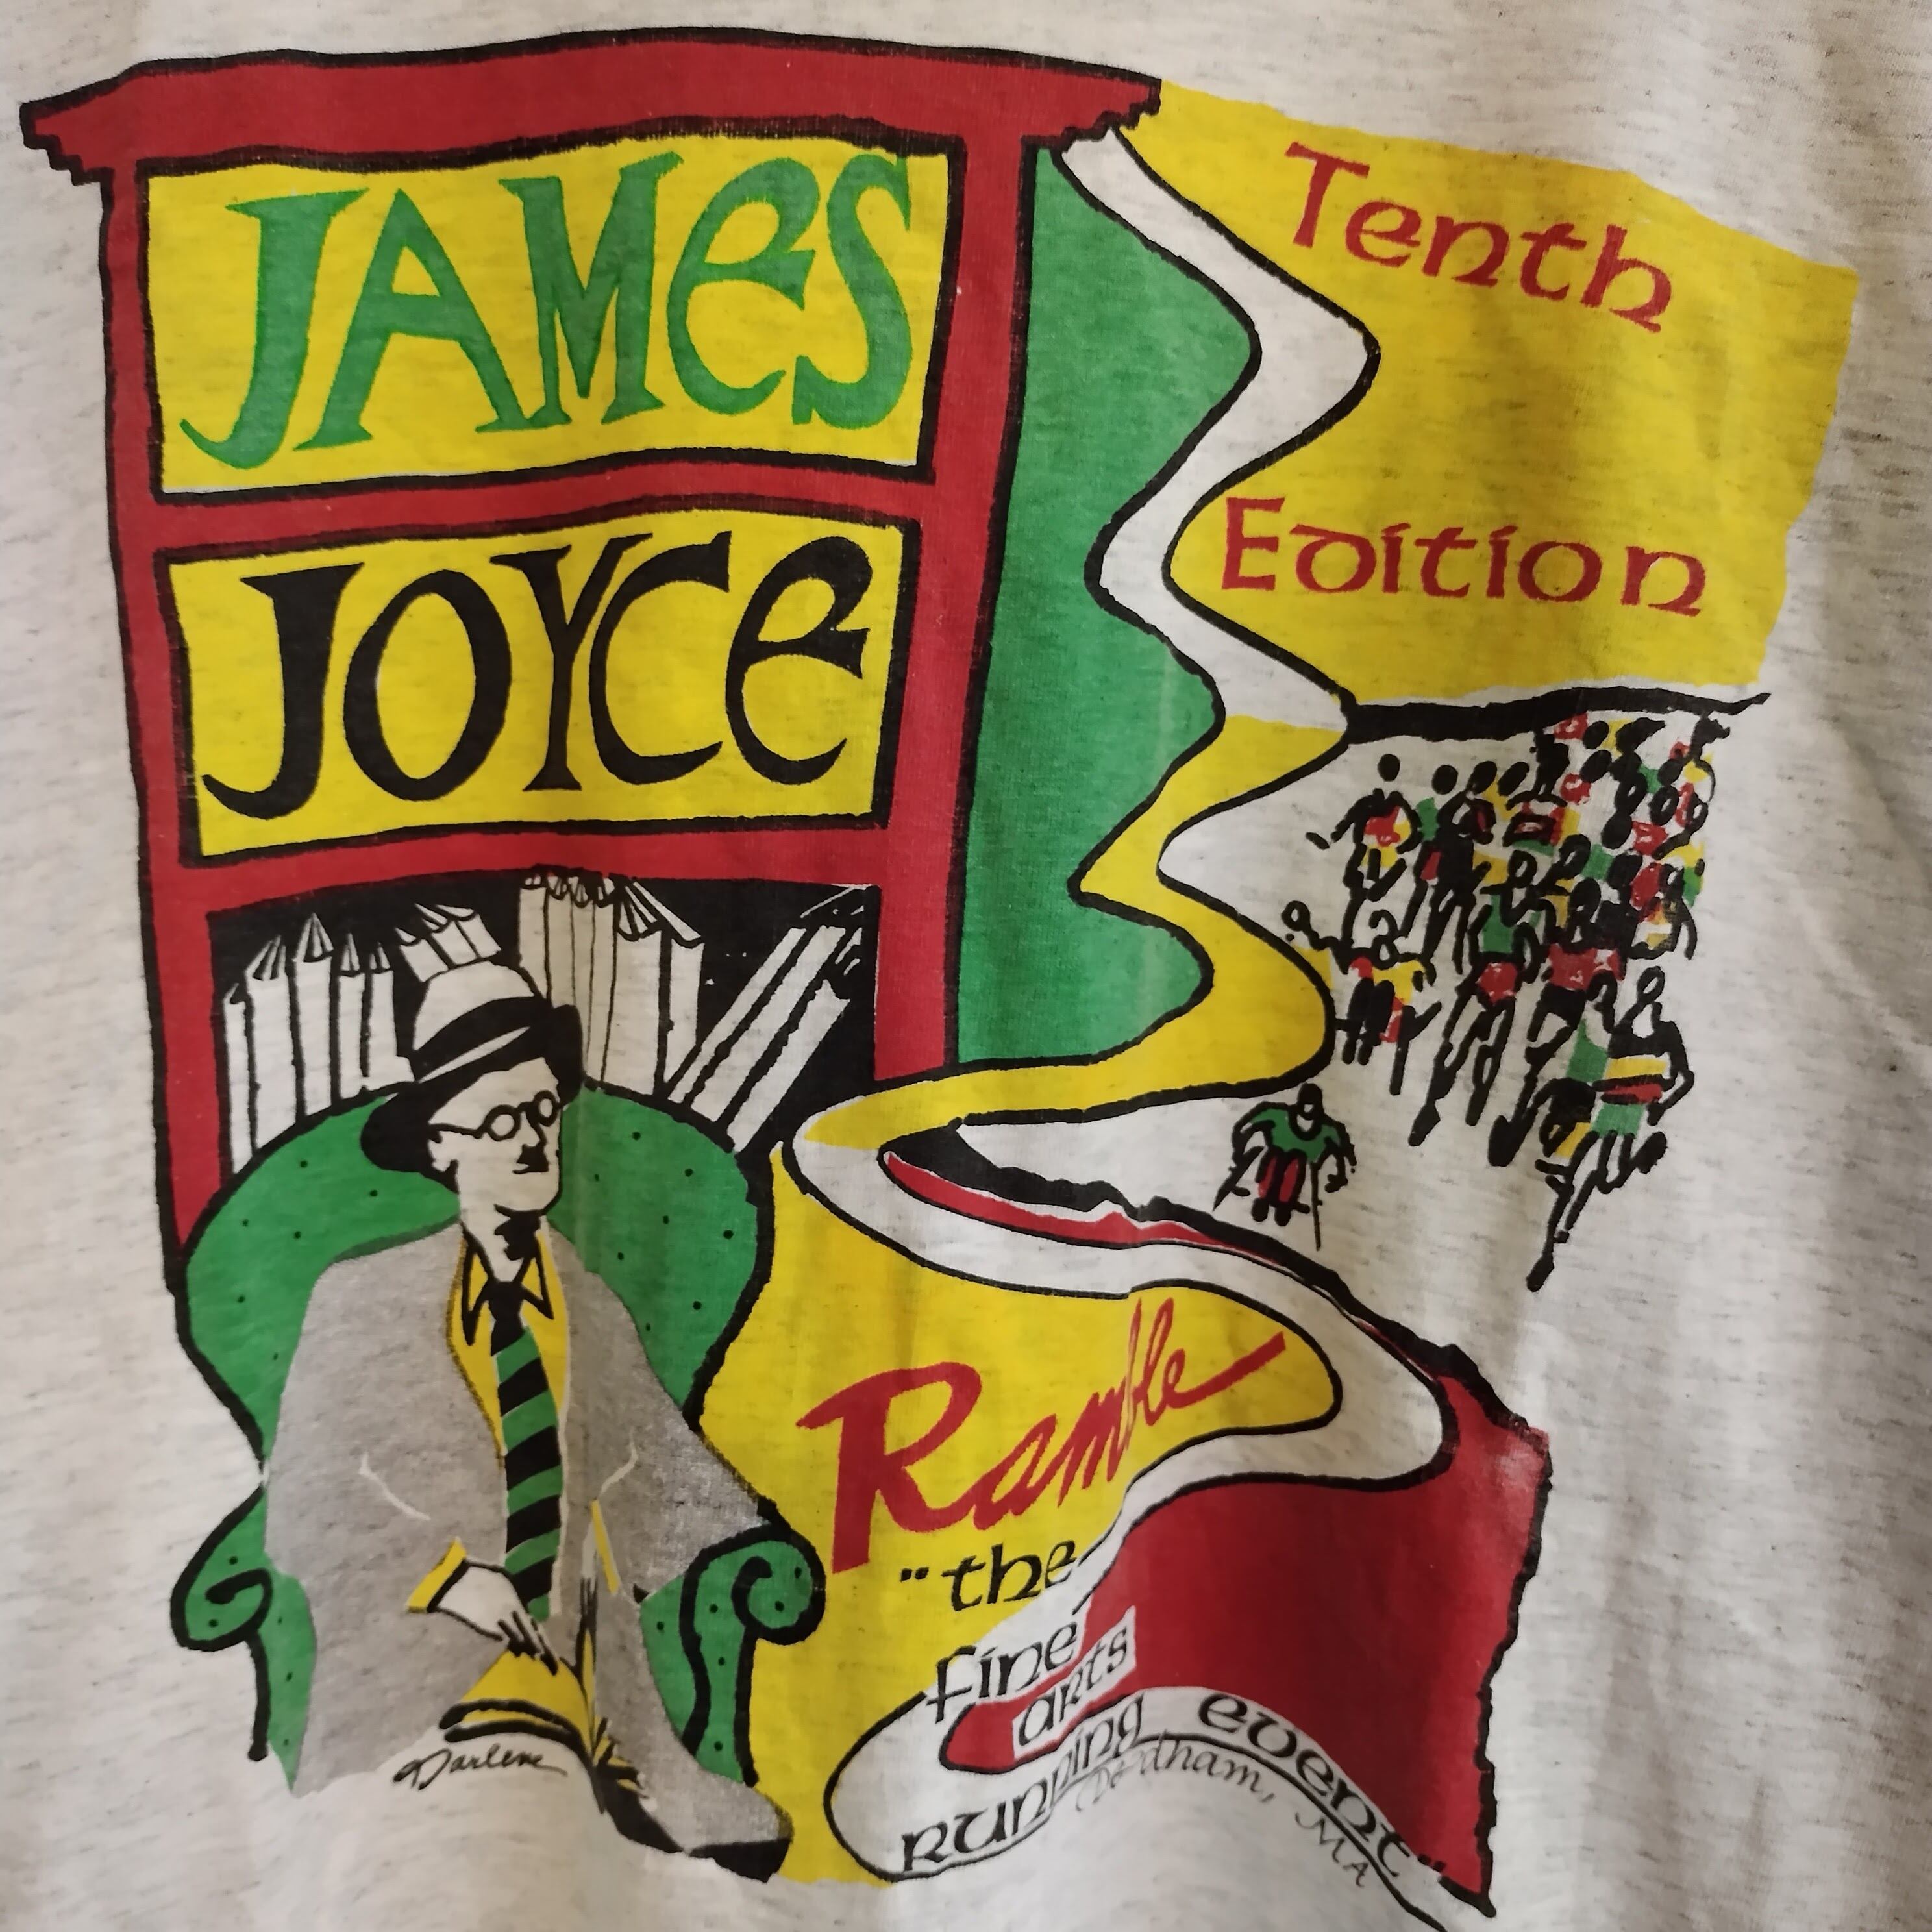 JAMES
JOYCE
Tenth
Edition
Ramble
"the
fine
arts
running event"
Dedham, MA
Darlene